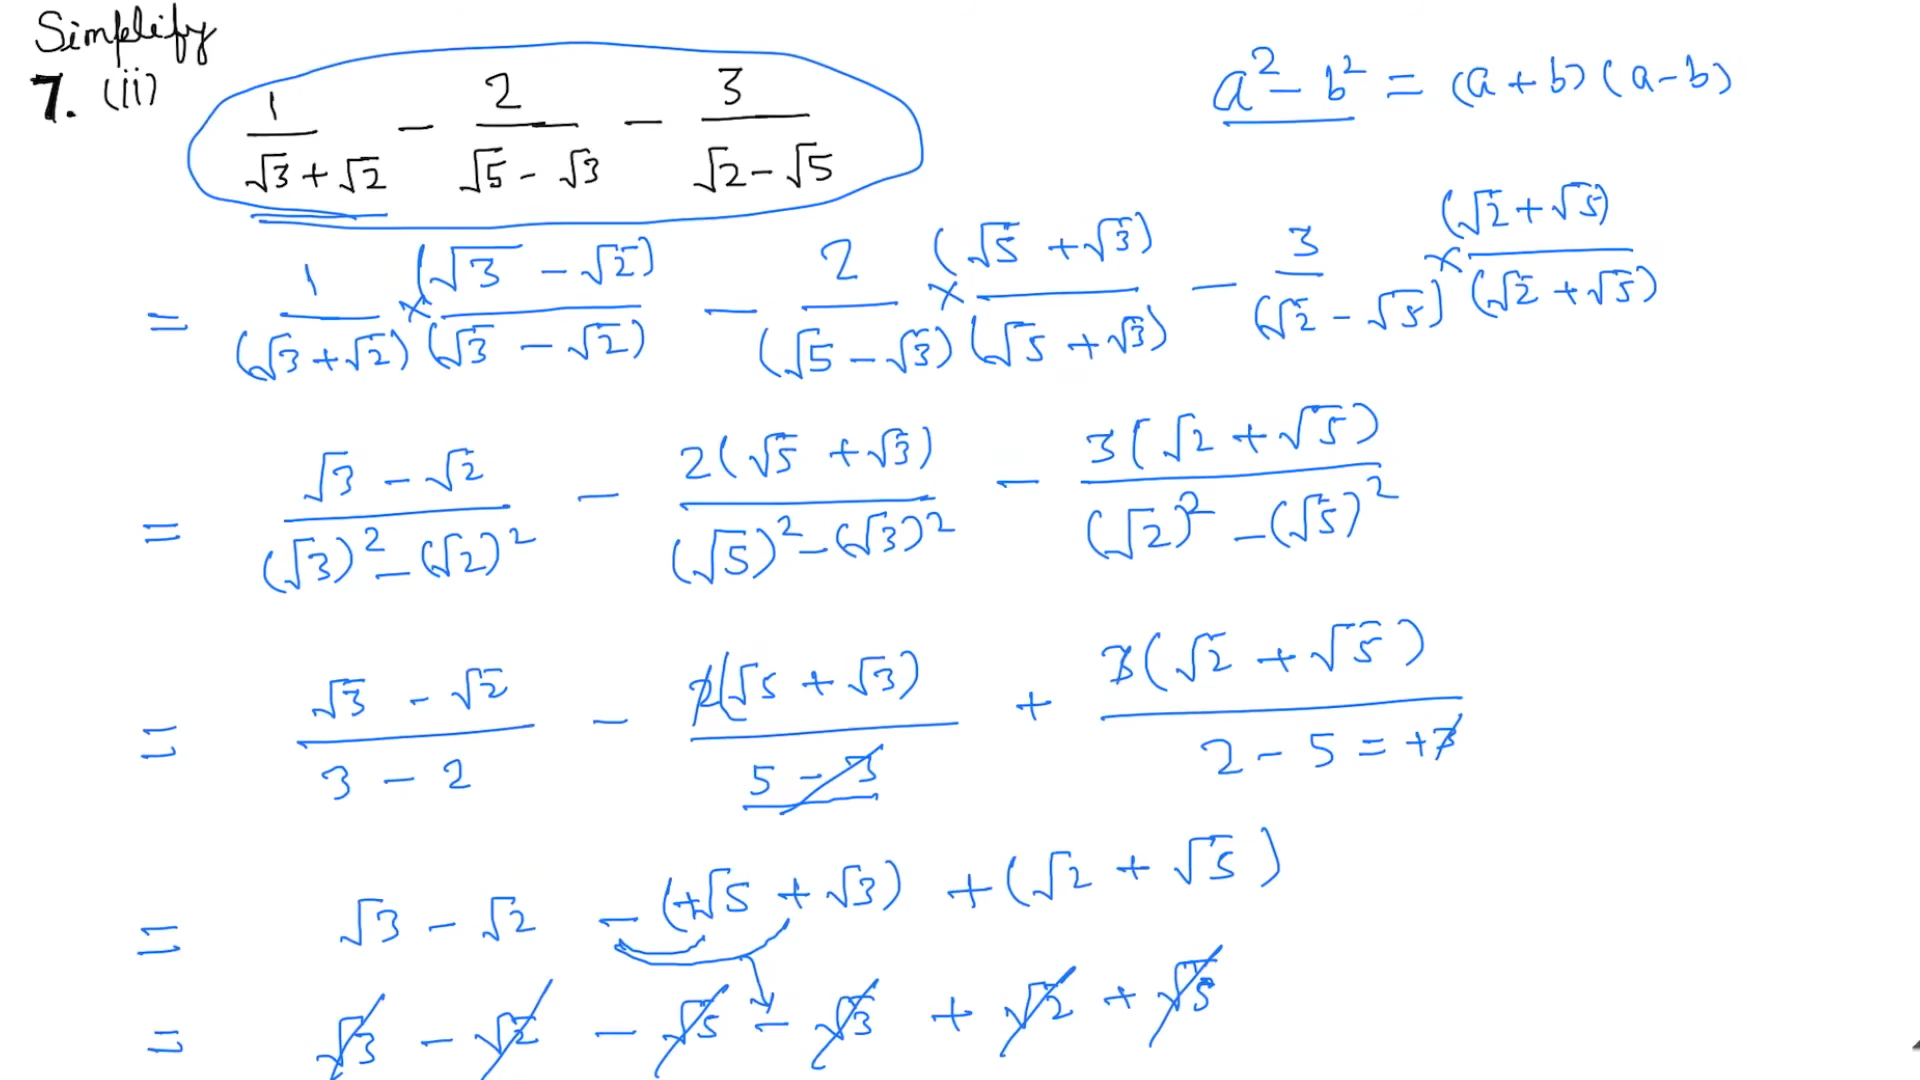 Simplify
7. (ii) 1/(√3+√2) − 2/(√5−√3) − 3/(√2−√5)
a² − b² = (a+b)(a−b)
= 1/(√3+√2) × (√3−√2)/(√3−√2) − 2/(√5−√3) × (√5+√3)/(√5+√3) − 3/(√2−√5) × (√2+√5)/(√2+√5)
= (√3−√2)/((√3)²−(√2)²) − 2(√5+√3)/((√5)²−(√3)²) − 3(√2+√5)/((√2)²−(√5)²)
= (√3−√2)/(3−2) − 2(√5+√3)/(5−3) + 3(√2+√5)/(2−5=+3)
= √3−√2 −(+√5+√3) +(√2+√5)
= √3 − √2 − √5 − √3 + √2 + √5